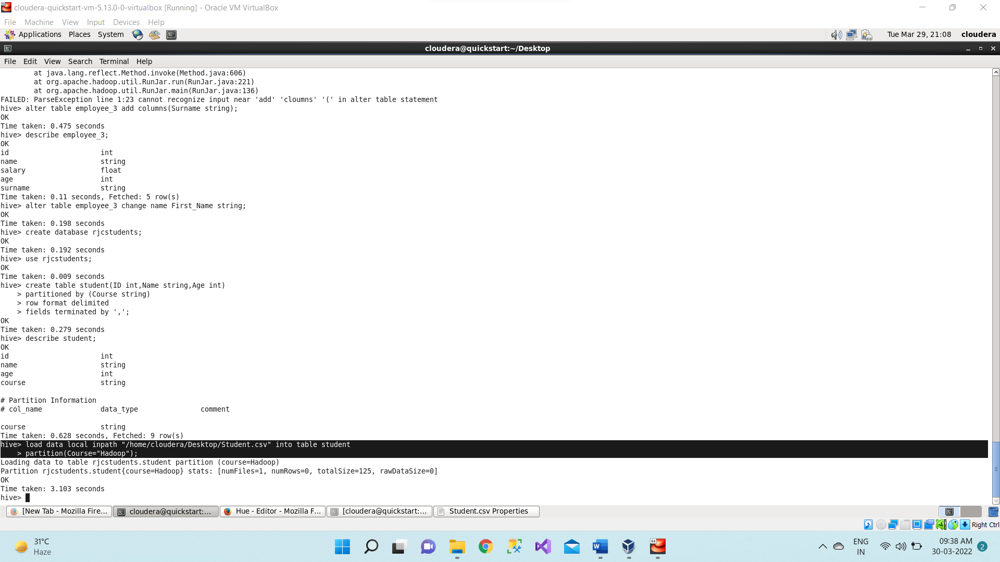 cloudera-quickstart-vm-5.13.0-0-virtualbox [Running] - Oracle VM VirtualBox
File Machine View Input Devices Help
Applications Places System Tue Mar 29, 21:08 cloudera
cloudera@quickstart:~/Desktop
File Edit View Search Terminal Help
at java.lang.reflect.Method.invoke(Method.java:606)
at org.apache.hadoop.util.RunJar.run(RunJar.java:221)
at org.apache.hadoop.util.RunJar.main(RunJar.java:136)
FAILED: ParseException line 1:23 cannot recognize input near 'add' 'cloumns' '(' in alter table statement
hive> alter table employee_3 add columns(Surname string);
OK
Time taken: 0.475 seconds
hive> describe employee_3;
OK
id int
name string
salary float
age int
surname string
Time taken: 0.11 seconds, Fetched: 5 row(s)
hive> alter table employee_3 change name First_Name string;
OK
Time taken: 0.198 seconds
hive> create database rjcstudents;
OK
Time taken: 0.192 seconds
hive> use rjcstudents;
OK
Time taken: 0.009 seconds
hive> create table student(ID int,Name string,Age int)
> partitioned by (Course string)
> row format delimited
> fields terminated by ',';
OK
Time taken: 0.279 seconds
hive> describe student;
OK
id int
name string
age int
course string
# Partition Information
# col_name data_type comment
course string
Time taken: 0.628 seconds, Fetched: 9 row(s)
hive> load data local inpath "/home/cloudera/Desktop/Student.csv" into table student
> partition(Course="Hadoop");
Loading data to table rjcstudents.student partition (course=Hadoop)
Partition rjcstudents.student{course=Hadoop} stats: [numFiles=1, numRows=0, totalSize=125, rawDataSize=0]
OK
Time taken: 3.103 seconds
hive>
[New Tab - Mozilla Fire... cloudera@quickstart:... Hue - Editor - Mozilla F... [cloudera@quickstart:... Student.csv Properties
Right Ctrl
31°C
Haze
ENG
IN
09:38 AM
30-03-2022
2
64
W